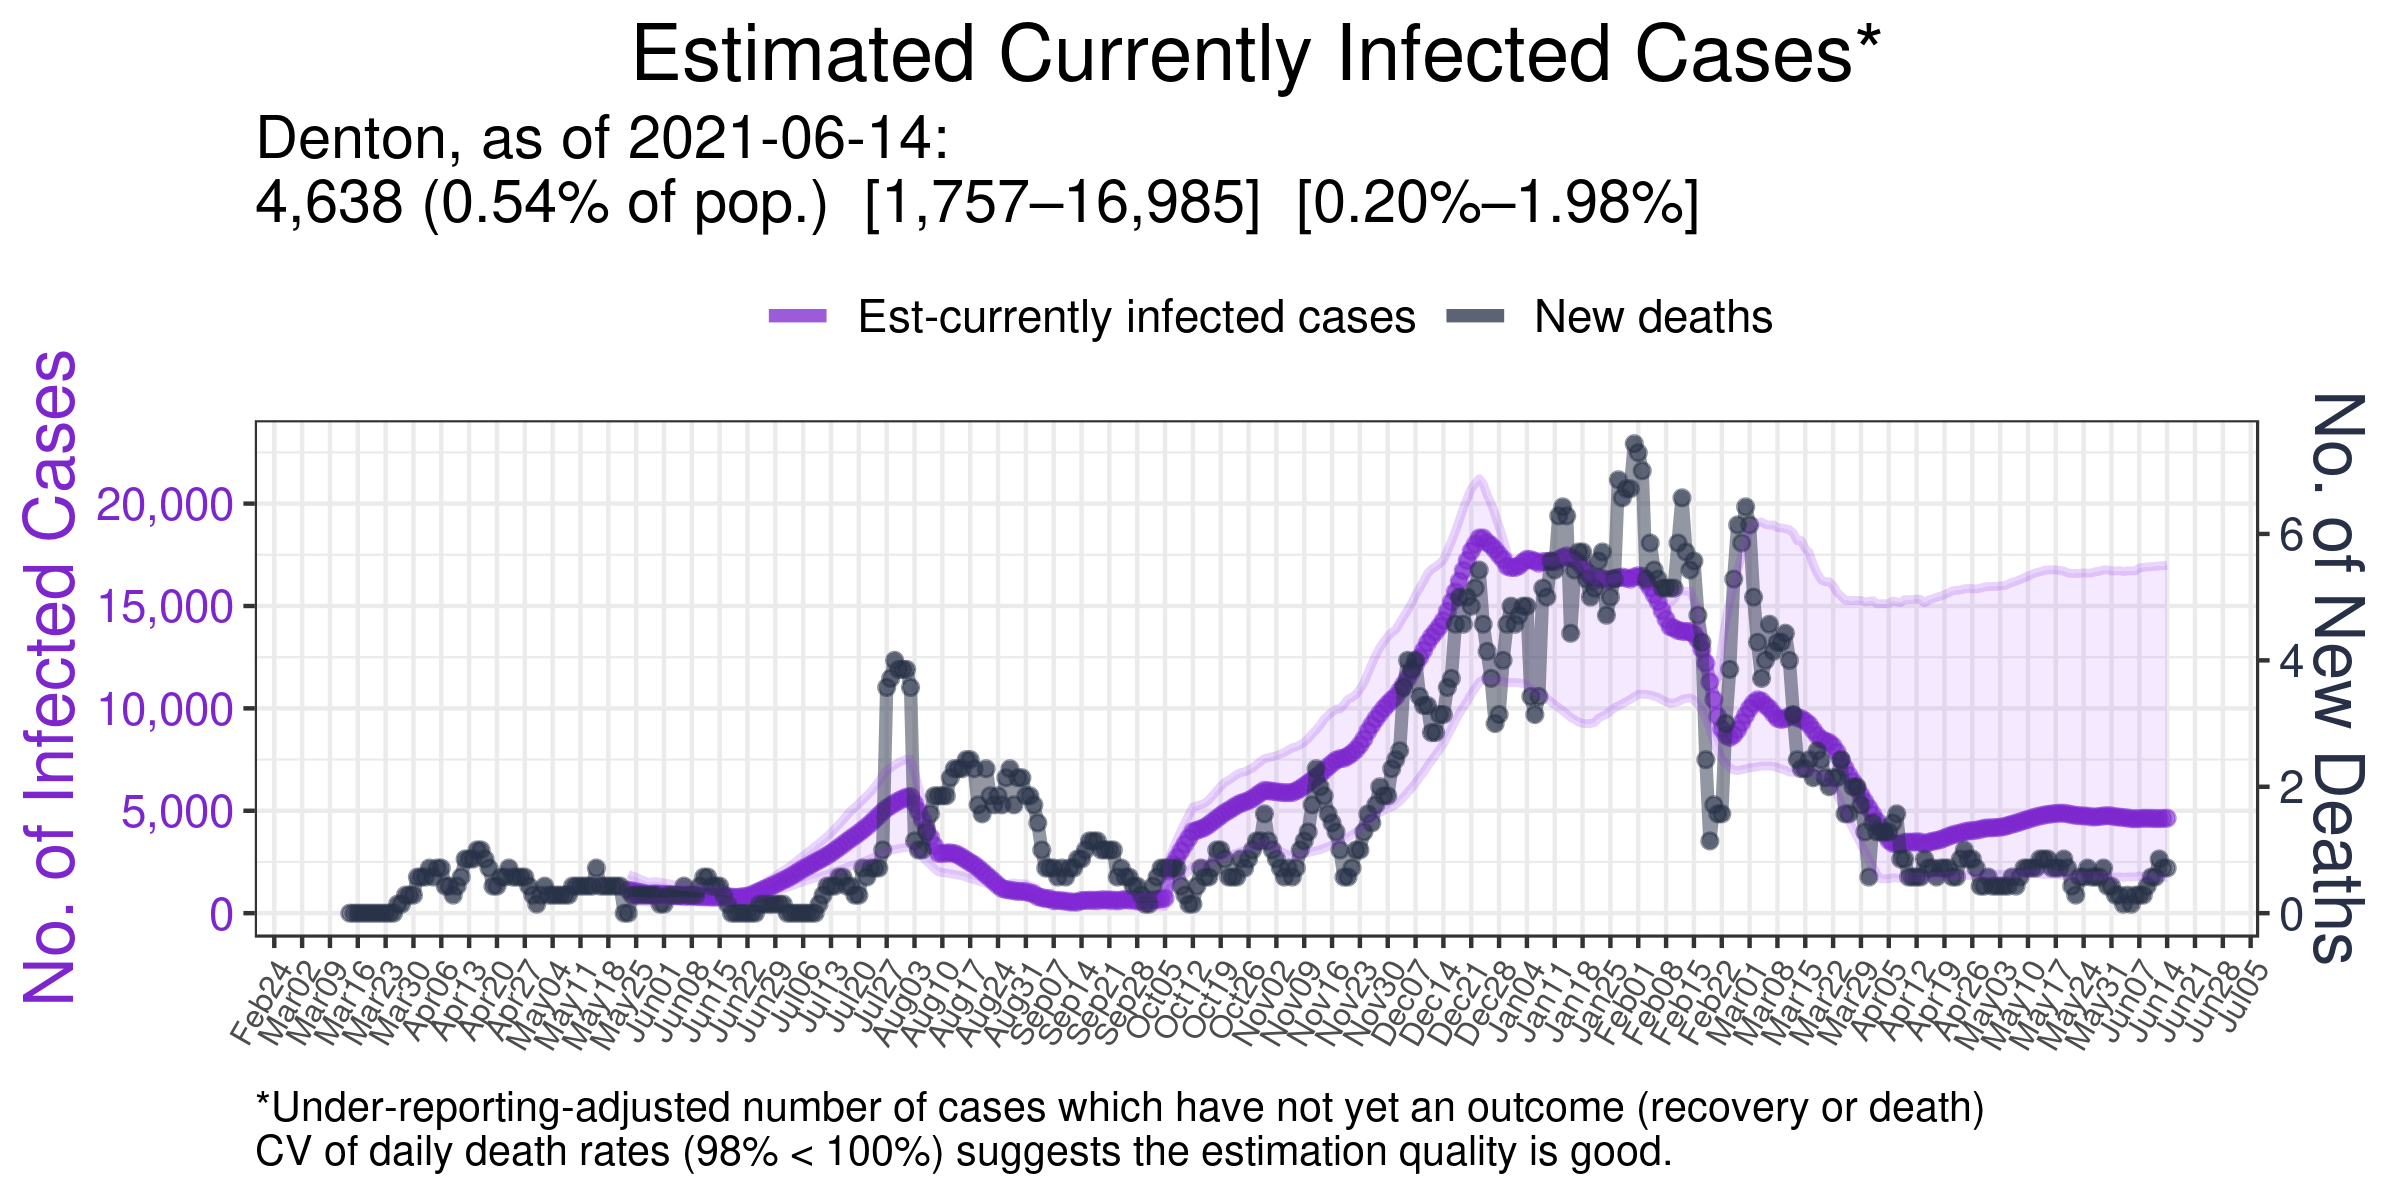 Estimated Currently Infected Cases*
Denton, as of 2021-06-14:
4,638 (0.54% of pop.) [1,757–16,985] [0.20%–1.98%]
Est-currently infected cases New deaths
No. of Infected Cases
20,000
15,000
10,000
5,000
0
6
4
2
0
No. of New Deaths
Feb24 Mar02 Mar09 Mar16 Mar23 Mar30 Apr06 Apr13 Apr20 Apr27 May04 May11 May18 May25 Jun01 Jun08 Jun15 Jun22 Jun29 Jul06 Jul13 Jul20 Jul27 Aug03 Aug10 Aug17 Aug24 Aug31 Sep07 Sep14 Sep21 Sep28 Oct05 Oct12 Oct19 Oct26 Nov02 Nov09 Nov16 Nov23 Nov30 Dec07 Dec14 Dec21 Dec28 Jan04 Jan11 Jan18 Jan25 Feb01 Feb08 Feb15 Feb22 Mar01 Mar08 Mar15 Mar22 Mar29 Apr05 Apr12 Apr19 Apr26 May03 May10 May17 May24 May31 Jun07 Jun14 Jun21 Jun28 Jul05
*Under-reporting-adjusted number of cases which have not yet an outcome (recovery or death)
CV of daily death rates (98% < 100%) suggests the estimation quality is good.